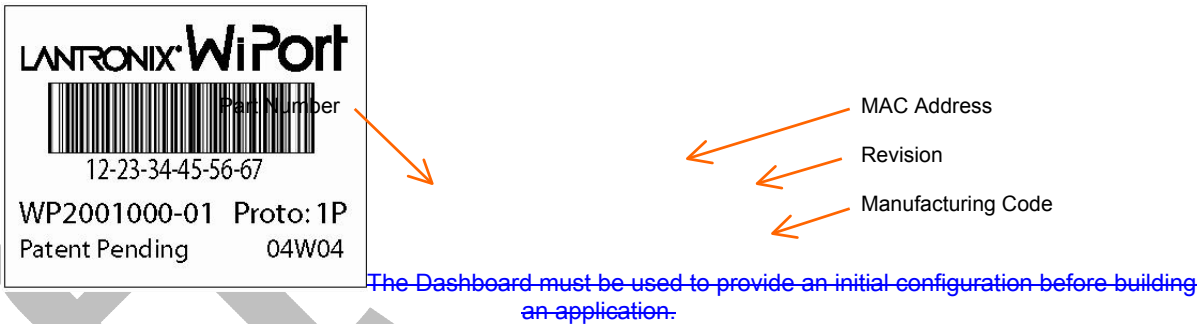 LANTRONIX® WiPort
Part Number
MAC Address
12-23-34-45-56-67
Revision
WP2001000-01 Proto: 1P
Manufacturing Code
Patent Pending 04W04
The Dashboard must be used to provide an initial configuration before building
an application.